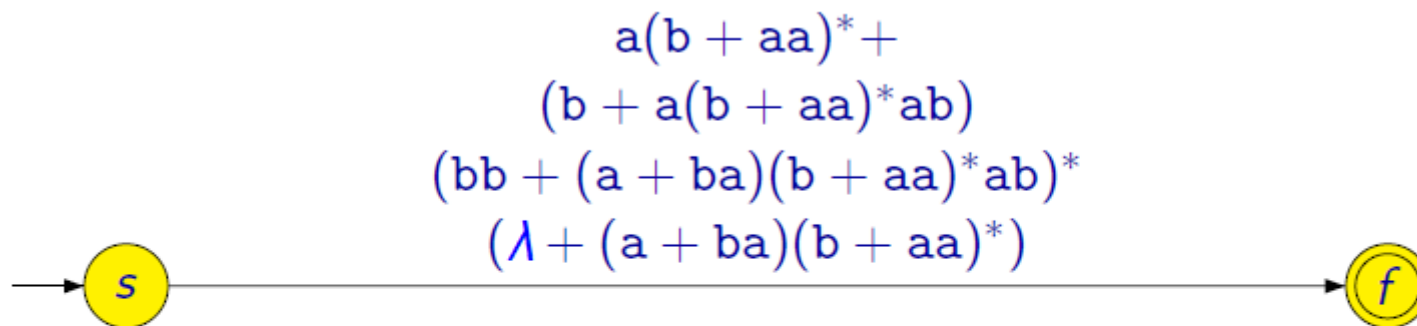 a(b + aa)*+
(b + a(b + aa)*ab)
(bb + (a + ba)(b + aa)*ab)*
(λ + (a + ba)(b + aa)*)
s
f